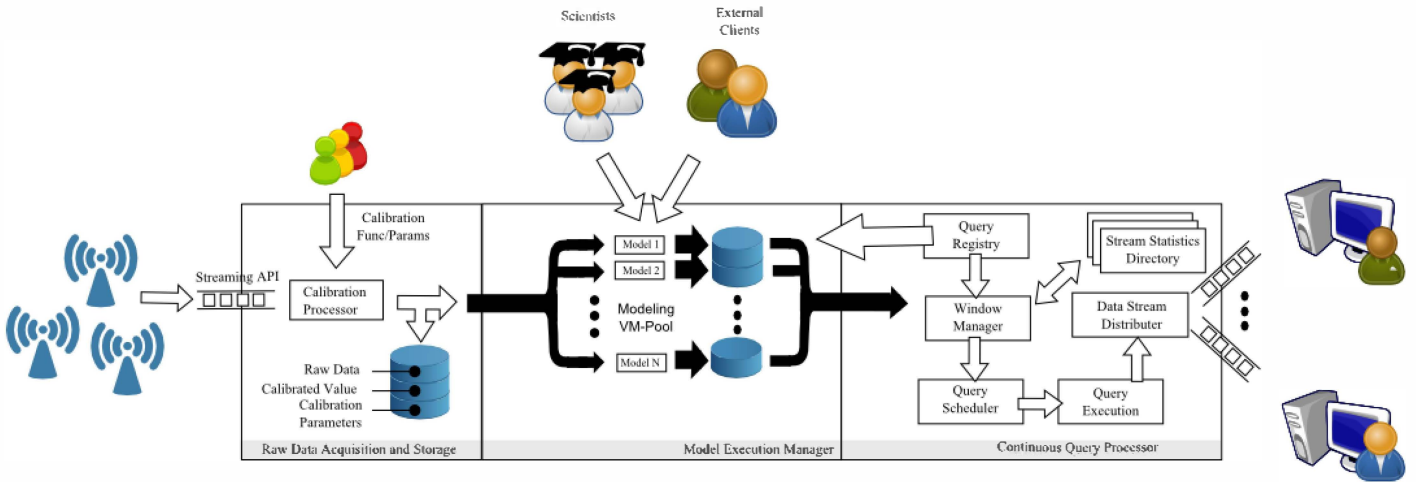 Scientists
External
Clients
Calibration
Func/Params
Streaming API
Calibration
Processor
Raw Data
Calibrated Value
Calibration
Parameters
Raw Data Acquisition and Storage
Model 1
Model 2
Modeling
VM-Pool
Model N
Model Execution Manager
Query
Registry
Stream Statistics
Directory
Window
Manager
Data Stream
Distributer
Query
Scheduler
Query
Execution
Continuous Query Processor